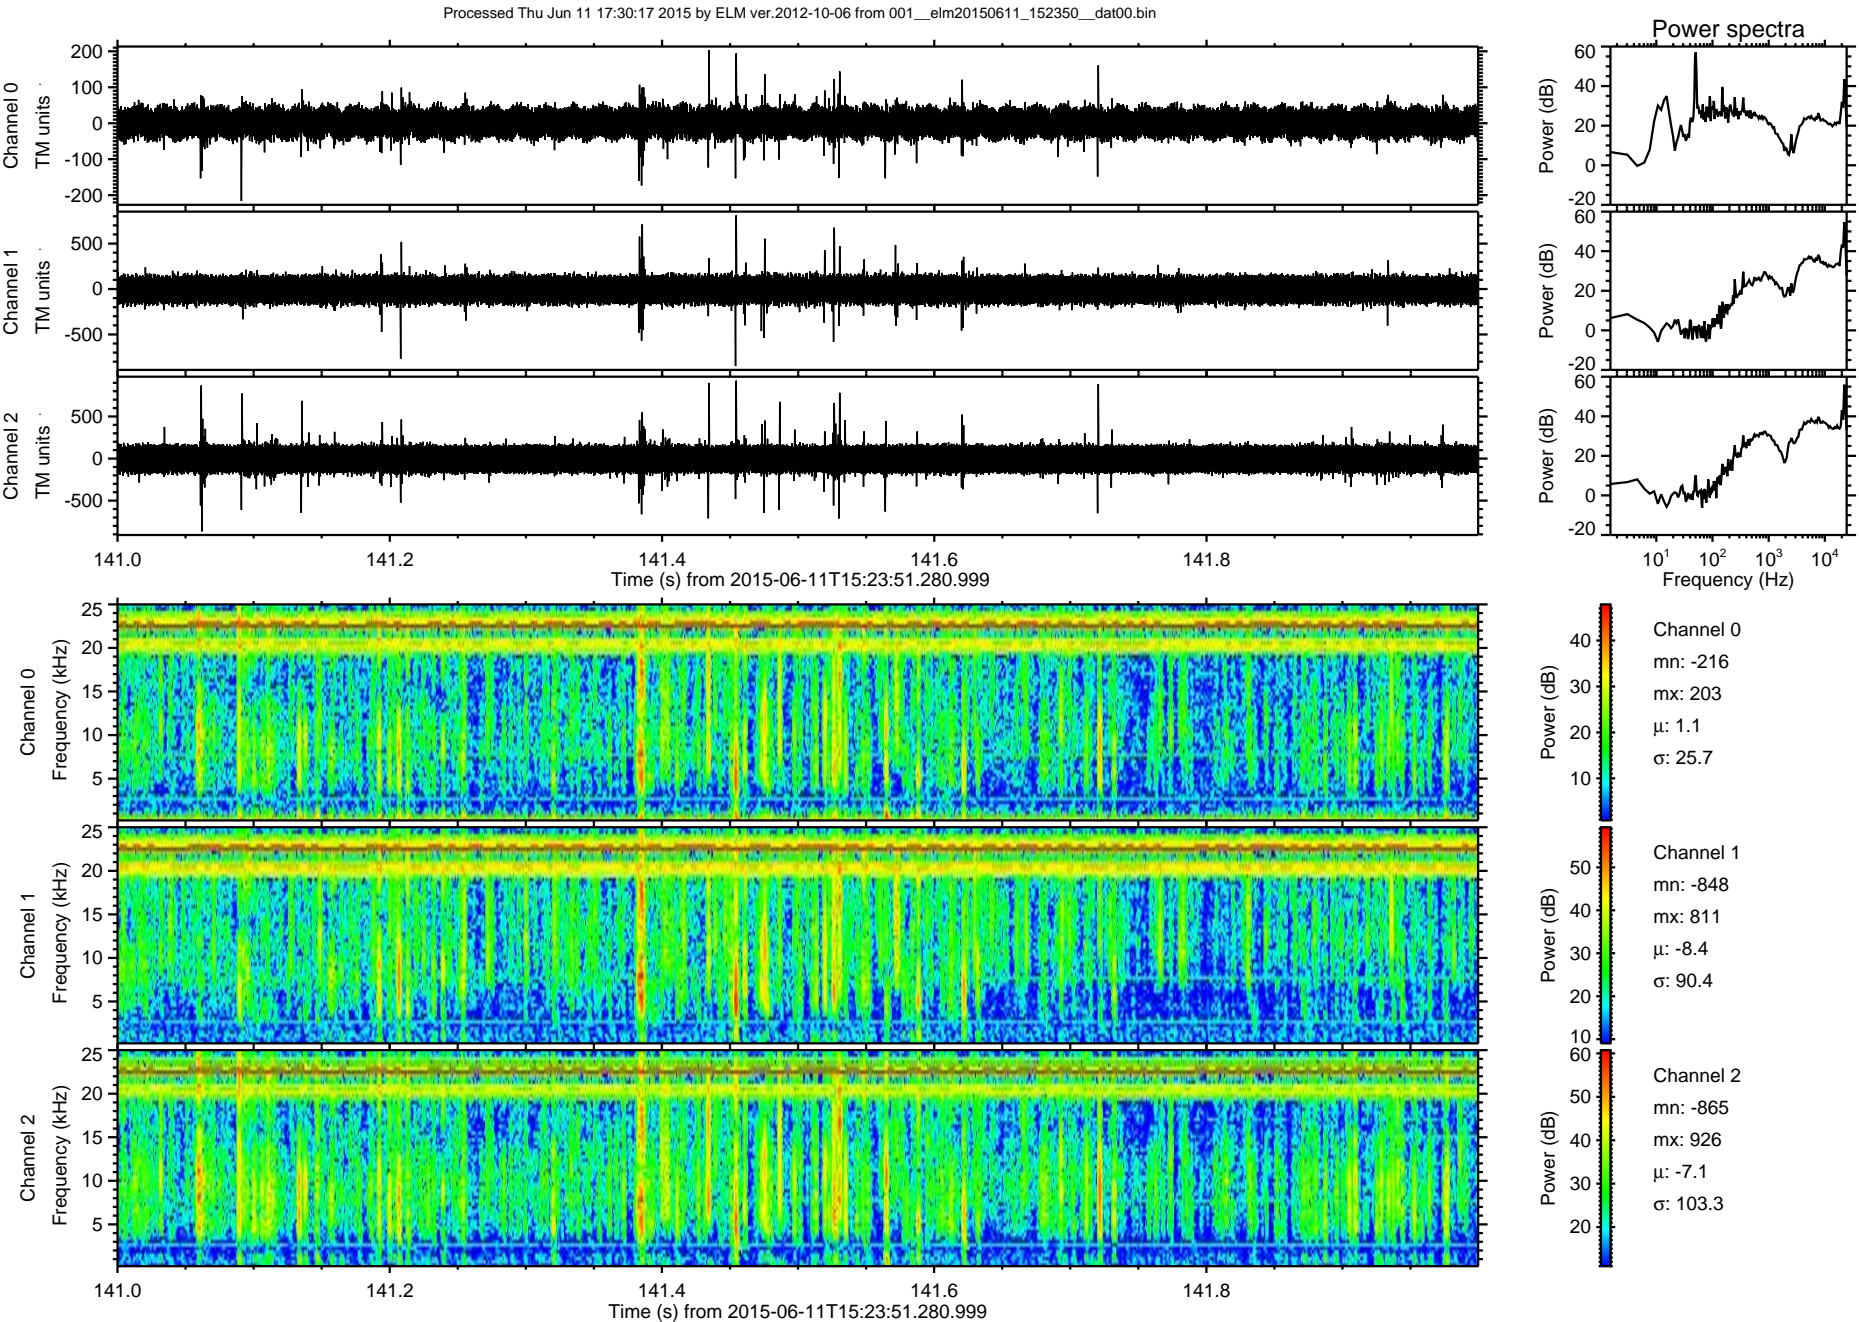 Processed Thu Jun 11 17:30:17 2015 by ELM ver.2012-10-06 from 001__elm20150611_152350__dat00.bin
Power spectra
Channel 0
TM units
200
100
0
-100
-200
Power (dB)
60
40
20
0
-20
Channel 1
TM units
500
0
-500
Power (dB)
60
40
20
0
-20
Channel 2
TM units
500
0
-500
Power (dB)
60
40
20
0
-20
141.0 141.2 141.4 141.6 141.8
Time (s) from 2015-06-11T15:23:51.280.999
10^1 10^2 10^3 10^4
Frequency (Hz)
Channel 0
Frequency (kHz)
25
20
15
10
5
Power (dB)
40
30
20
10
Channel 0
mn: -216
mx: 203
μ: 1.1
σ: 25.7
Channel 1
Frequency (kHz)
25
20
15
10
5
Power (dB)
50
40
30
20
10
Channel 1
mn: -848
mx: 811
μ: -8.4
σ: 90.4
Channel 2
Frequency (kHz)
25
20
15
10
5
Power (dB)
60
50
40
30
20
Channel 2
mn: -865
mx: 926
μ: -7.1
σ: 103.3
141.0 141.2 141.4 141.6 141.8
Time (s) from 2015-06-11T15:23:51.280.999